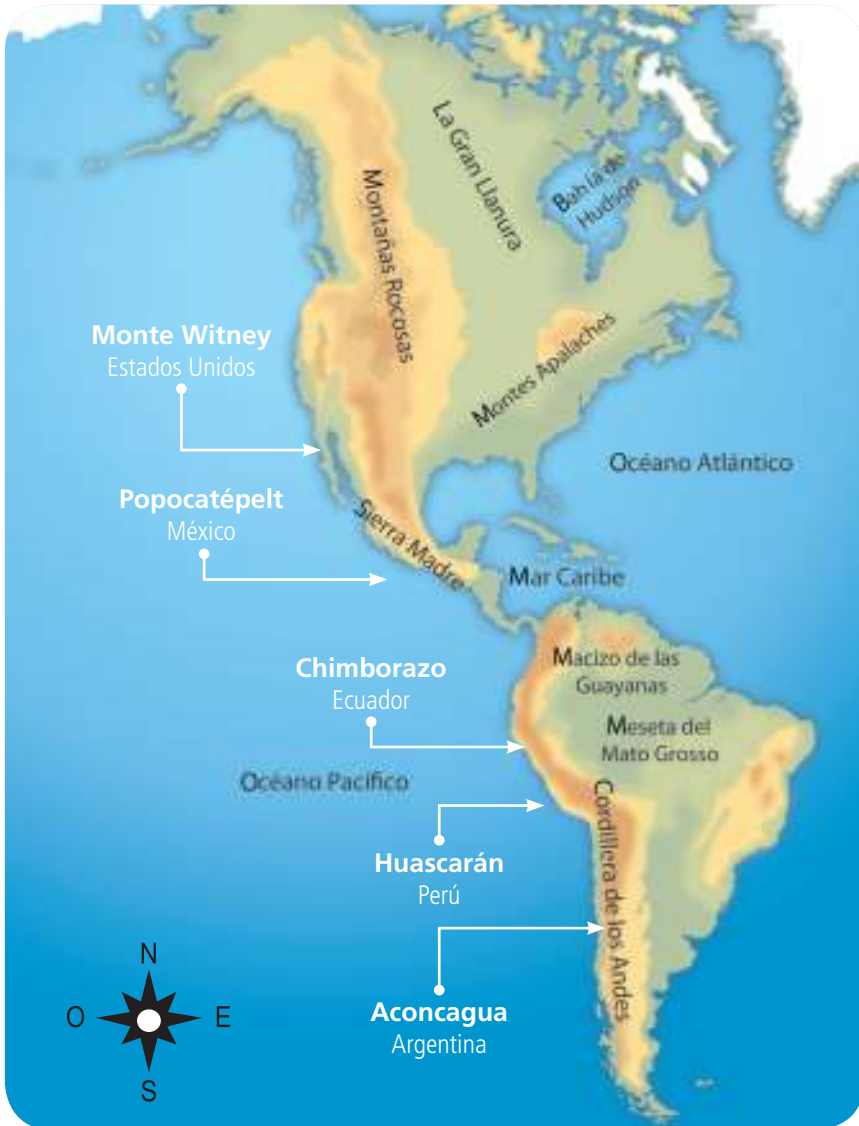 La Gran Llanura
Bahía de
Hudson
Montañas Rocosas
Monte Witney
Estados Unidos
Montes Apalaches
Océano Atlántico
Popocatépelt
México
Sierra Madre
Mar Caribe
Chimborazo
Ecuador
Macizo de las
Guayanas
Meseta del
Mato Grosso
Océano Pacífico
Cordillera de los Andes
Huascarán
Perú
Aconcagua
Argentina
N
O
E
S